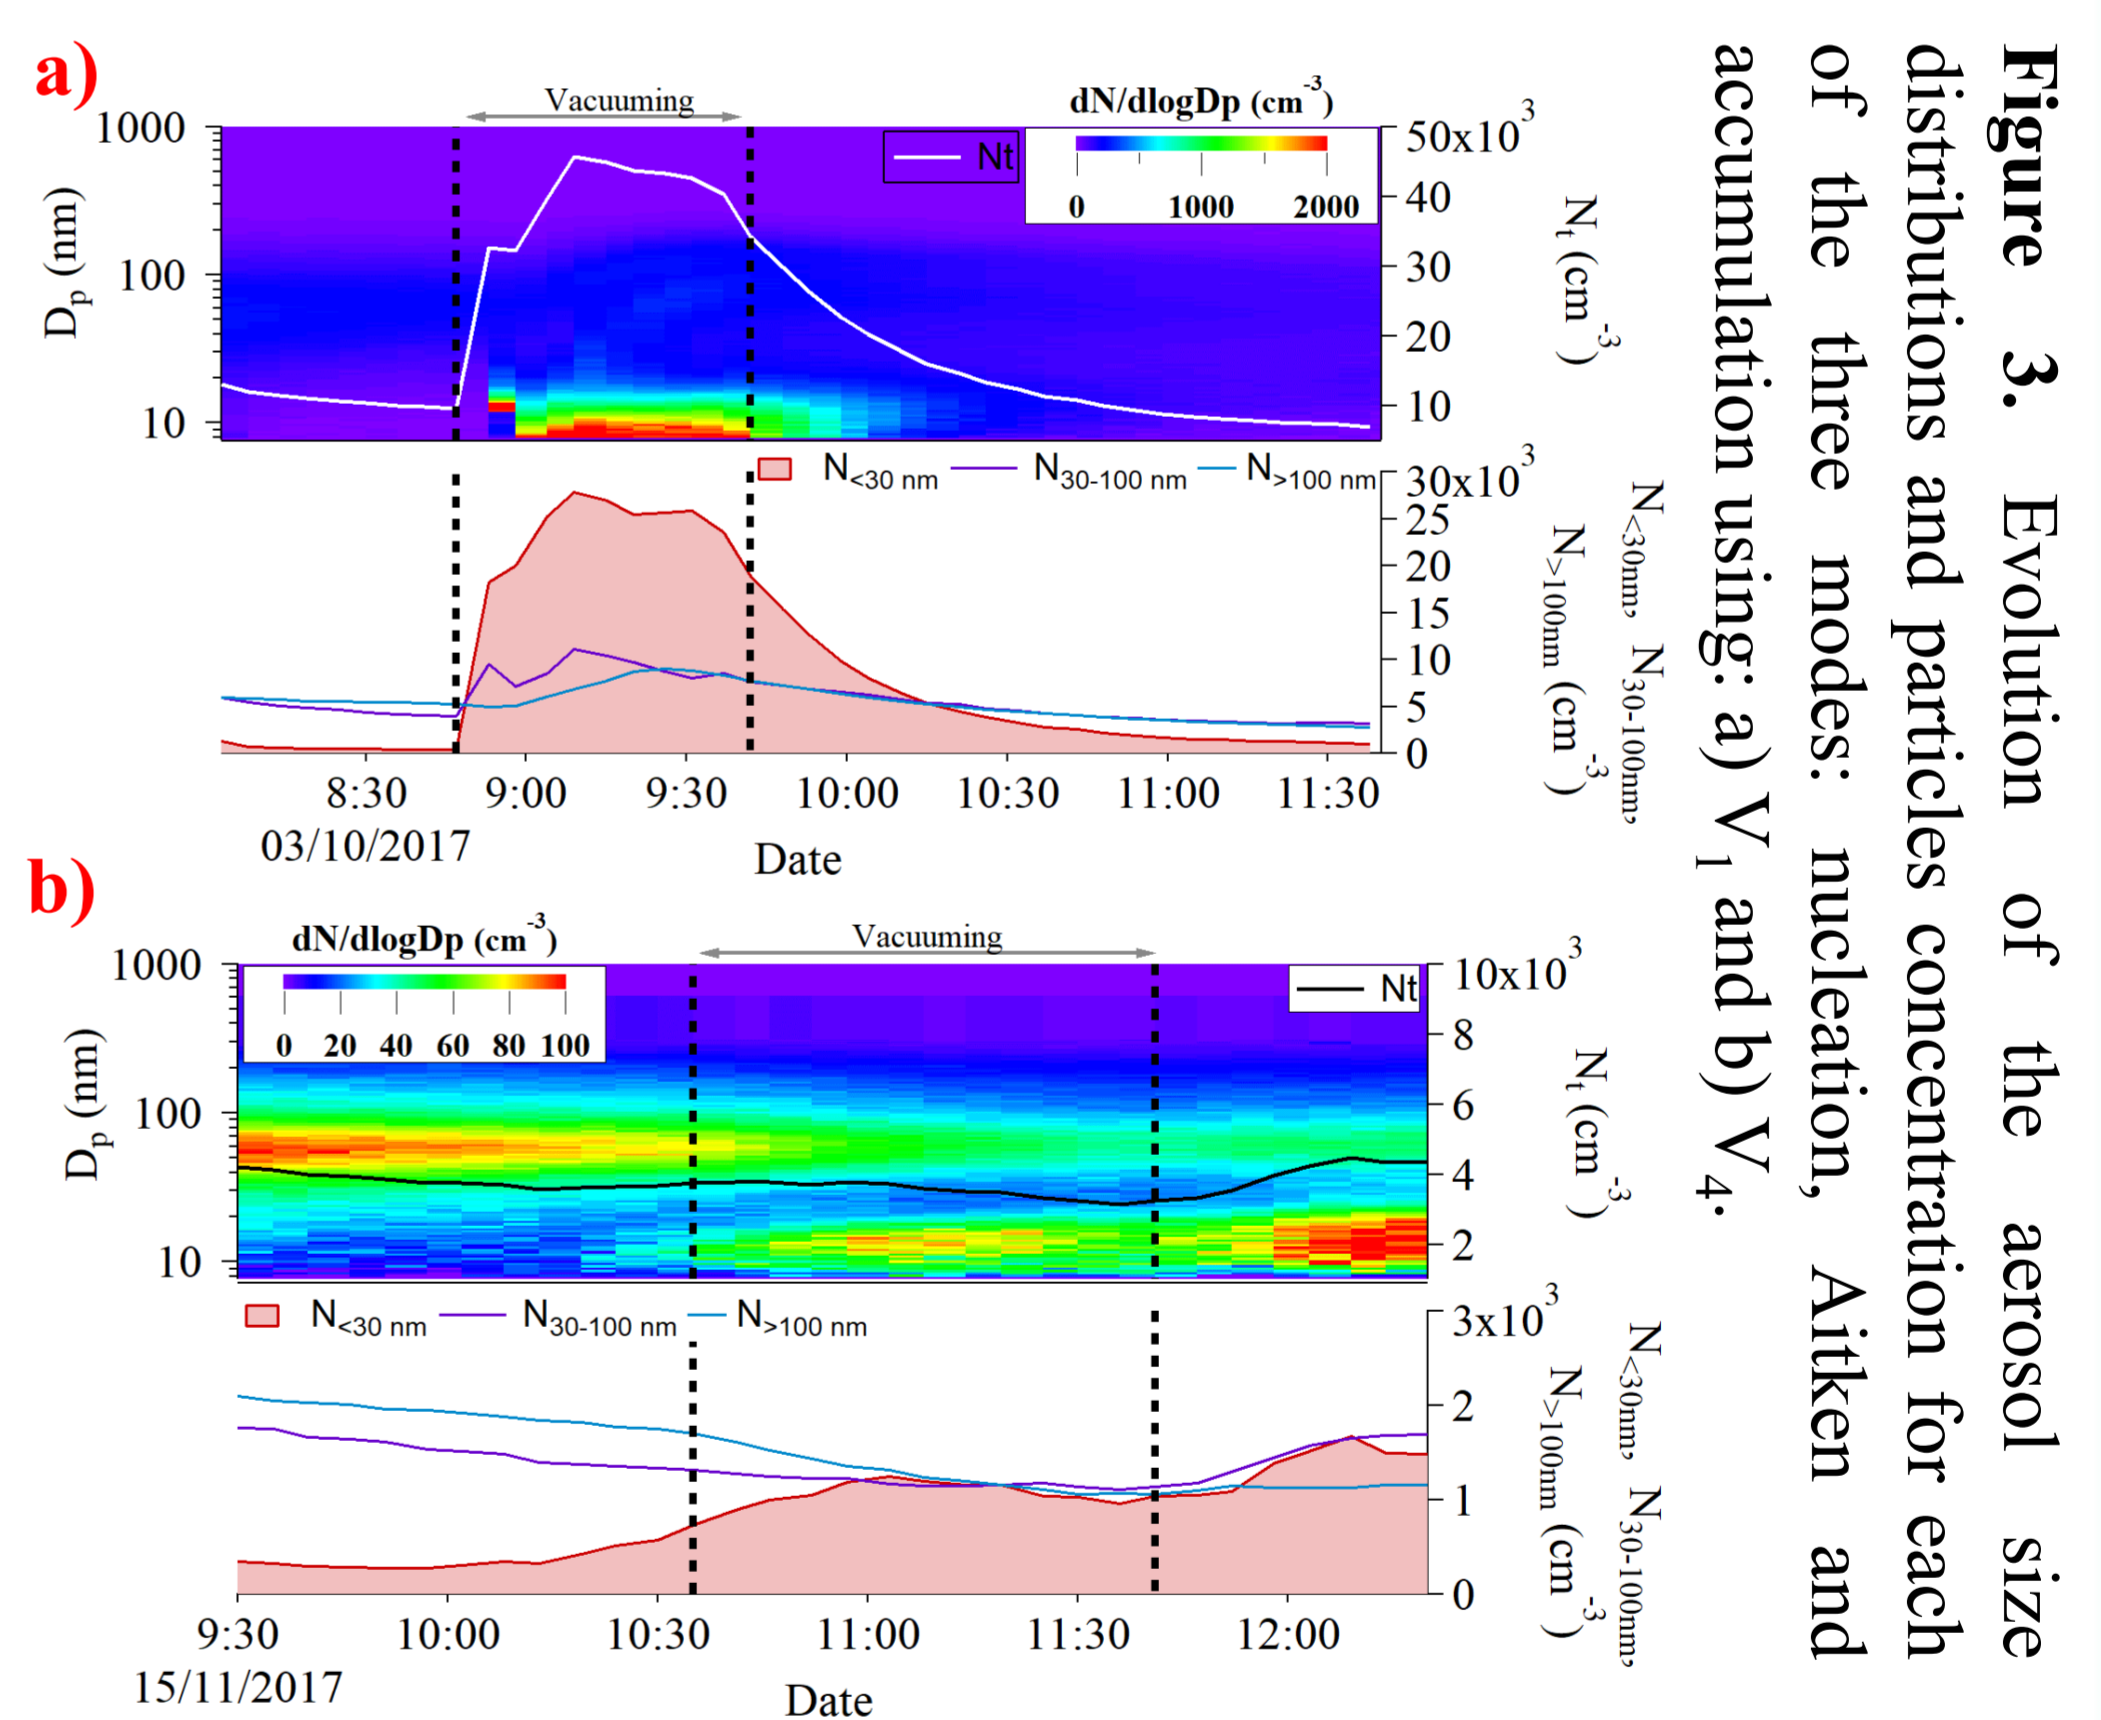 a)
Vacuuming
dN/dlogDp (cm-3)
0 1000 2000
Nt
1000
100
10
Dp (nm)
50x103
40
30
20
10
Nt (cm-3)
N<30 nm N30-100 nm N>100 nm
30x103
25
20
15
10
5
0
N<30nm, N30-100nm,
N>100nm (cm-3)
8:30 9:00 9:30 10:00 10:30 11:00 11:30
03/10/2017
Date
b)
dN/dlogDp (cm-3)
0 20 40 60 80 100
Vacuuming
Nt
1000
100
10
Dp (nm)
10x103
8
6
4
2
Nt (cm-3)
N<30 nm N30-100 nm N>100 nm
3x103
2
1
0
N<30nm, N30-100nm,
N>100nm (cm-3)
9:30 10:00 10:30 11:00 11:30 12:00
15/11/2017
Date
Figure 3. Evolution of the aerosol size
distributions and particles concentration for each
of the three modes: nucleation, Aitken and
accumulation using: a) V1 and b) V4.